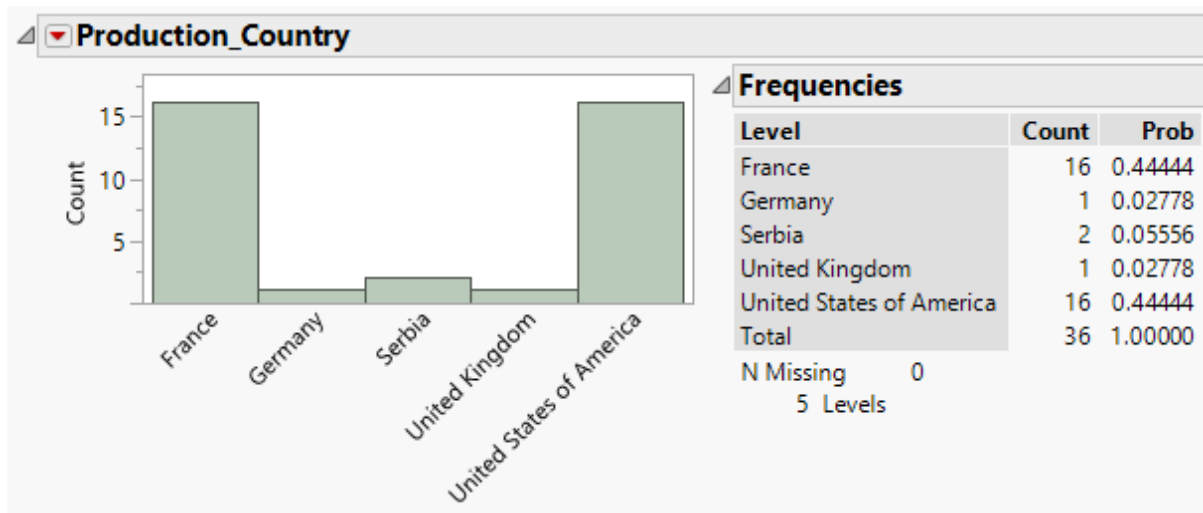 Production_Country
Count
15
10
5
France
Germany
Serbia
United Kingdom
United States of America
Frequencies
Level Count Prob
France 16 0.44444
Germany 1 0.02778
Serbia 2 0.05556
United Kingdom 1 0.02778
United States of America 16 0.44444
Total 36 1.00000
N Missing 0
5 Levels